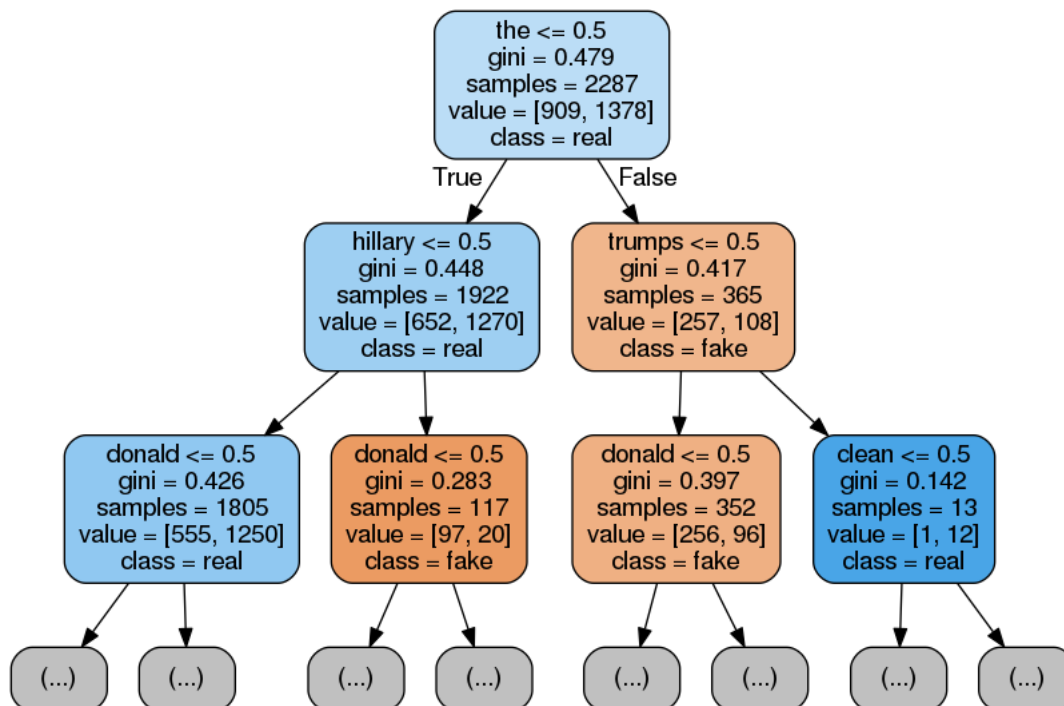 the <= 0.5
gini = 0.479
samples = 2287
value = [909, 1378]
class = real
True
False
hillary <= 0.5
gini = 0.448
samples = 1922
value = [652, 1270]
class = real
trumps <= 0.5
gini = 0.417
samples = 365
value = [257, 108]
class = fake
donald <= 0.5
gini = 0.426
samples = 1805
value = [555, 1250]
class = real
donald <= 0.5
gini = 0.283
samples = 117
value = [97, 20]
class = fake
donald <= 0.5
gini = 0.397
samples = 352
value = [256, 96]
class = fake
clean <= 0.5
gini = 0.142
samples = 13
value = [1, 12]
class = real
(...)
(...)
(...)
(...)
(...)
(...)
(...)
(...)